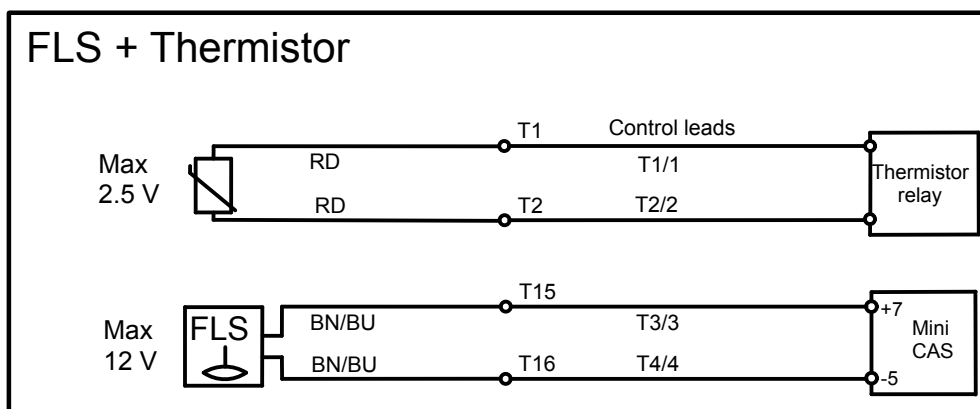 FLS + Thermistor
Max
2.5 V
RD
RD
T1
T2
Control leads
T1/1
T2/2
Thermistor
relay
Max
12 V
FLS
BN/BU
BN/BU
T15
T16
T3/3
T4/4
+7
-5
Mini
CAS